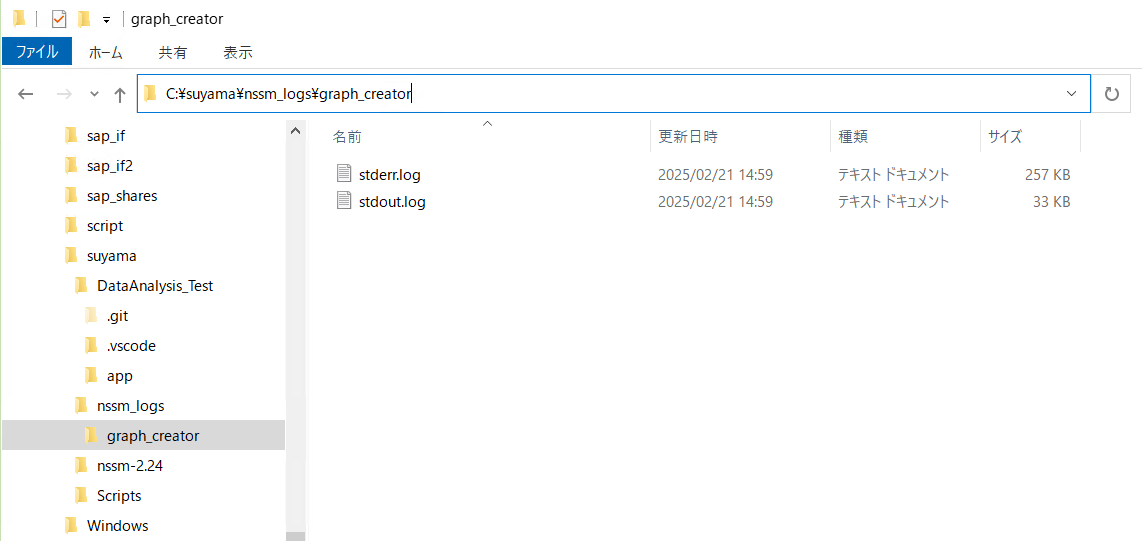 graph_creator
ファイル ホーム 共有 表示
C:¥suyama¥nssm_logs¥graph_creator
sap_if
sap_if2
sap_shares
script
suyama
DataAnalysis_Test
.git
.vscode
app
nssm_logs
graph_creator
nssm-2.24
Scripts
Windows
名前 更新日時 種類 サイズ
stderr.log 2025/02/21 14:59 テキスト ドキュメント 257 KB
stdout.log 2025/02/21 14:59 テキスト ドキュメント 33 KB